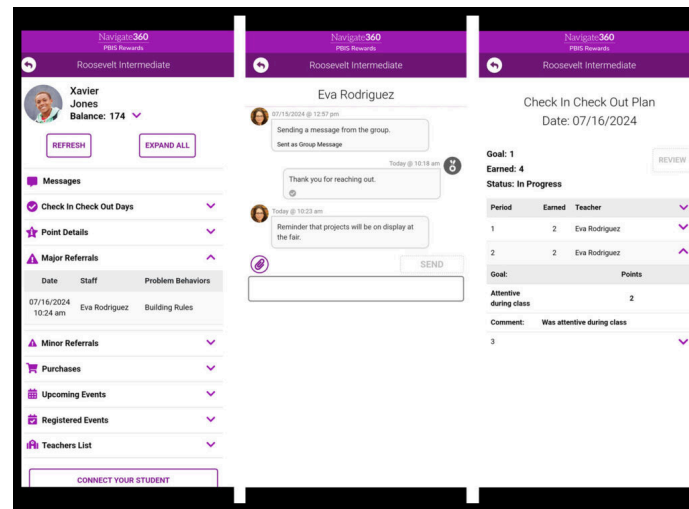 Navigate360
PBIS Rewards
Roosevelt Intermediate
Xavier
Jones
Balance: 174
REFRESH
EXPAND ALL
Messages
Check In Check Out Days
Point Details
Major Referrals
Date Staff Problem Behaviors
07/16/2024
10:24 am
Eva Rodriguez Building Rules
Minor Referrals
Purchases
Upcoming Events
Registered Events
Teachers List
CONNECT YOUR STUDENT
Navigate360
PBIS Rewards
Roosevelt Intermediate
Eva Rodriguez
07/15/2024 @ 12:57 pm
Sending a message from the group.
Sent as Group Message
Today @ 10:18 am
Thank you for reaching out.
Today @ 10:23 am
Reminder that projects will be on display at
the fair.
SEND
Navigate360
PBIS Rewards
Roosevelt Intermediate
Check In Check Out Plan
Date: 07/16/2024
Goal: 1
Earned: 4
Status: In Progress
REVIEW
Period Earned Teacher
1 2 Eva Rodriguez
2 2 Eva Rodriguez
Goal: Points
Attentive
during class
2
Comment: Was attentive during class
3